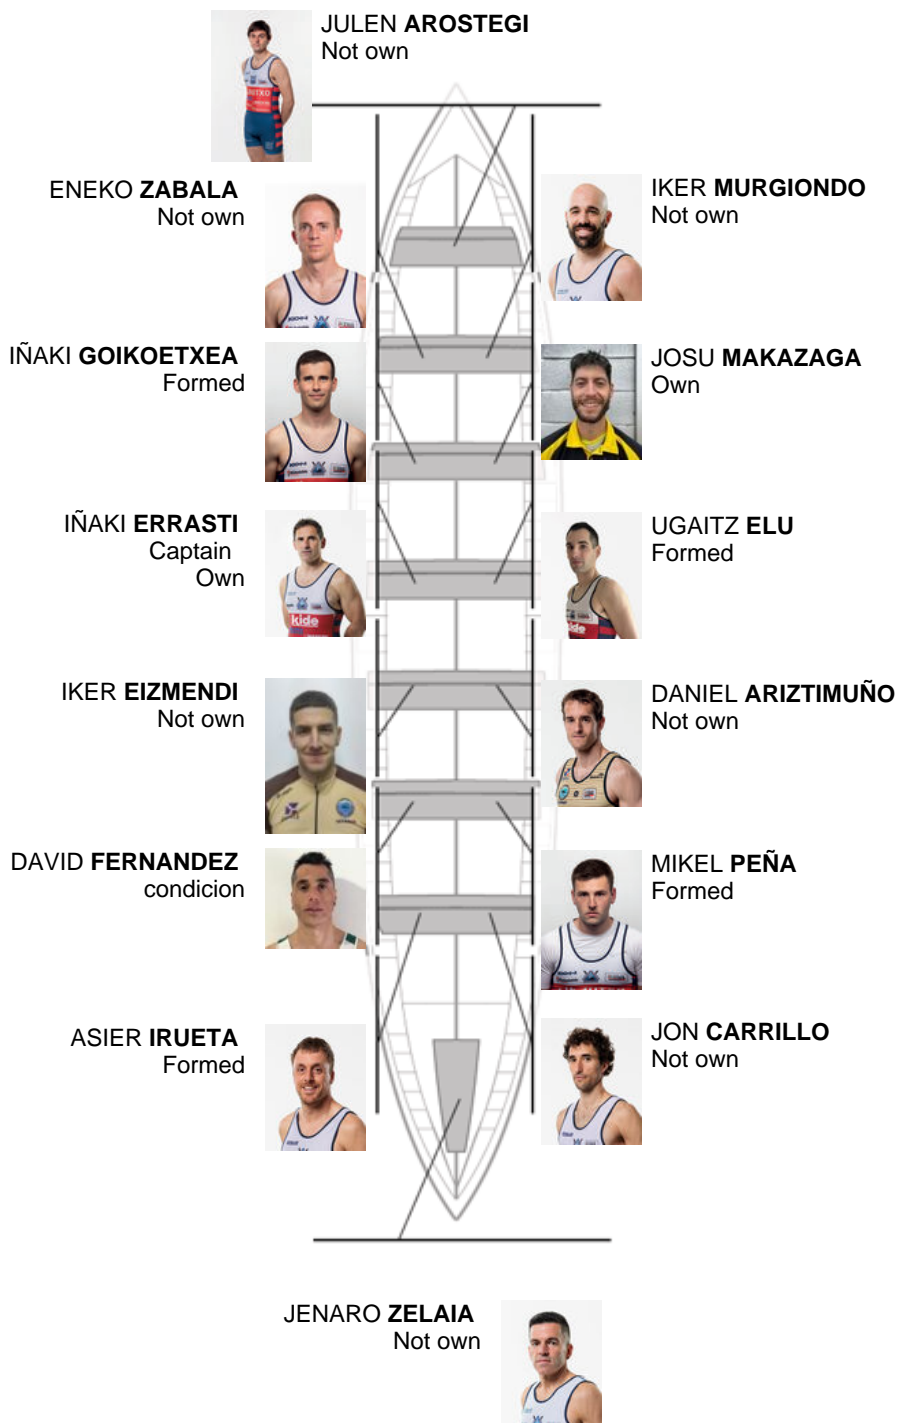 JULEN AROSTEGI
Not own
ENEKO ZABALA
Not own
IKER MURGIONDO
Not own
IÑAKI GOIKOETXEA
Formed
JOSU MAKAZAGA
Own
IÑAKI ERRASTI
Captain
Own
UGAITZ ELU
Formed
kide
kide
IKER EIZMENDI
Not own
DANIEL ARIZTIMUÑO
Not own
DAVID FERNANDEZ
condicion
MIKEL PEÑA
Formed
ASIER IRUETA
Formed
JON CARRILLO
Not own
JENARO ZELAIA
Not own